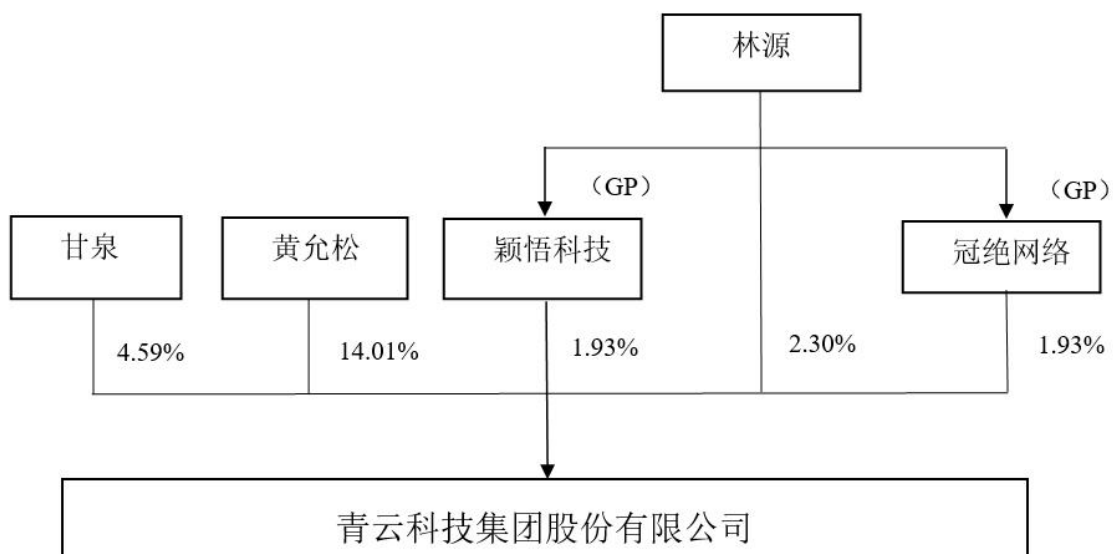 林源
（GP）
（GP）
甘泉
黄允松
颖悟科技
冠绝网络
4.59%
14.01%
1.93%
2.30%
1.93%
青云科技集团股份有限公司